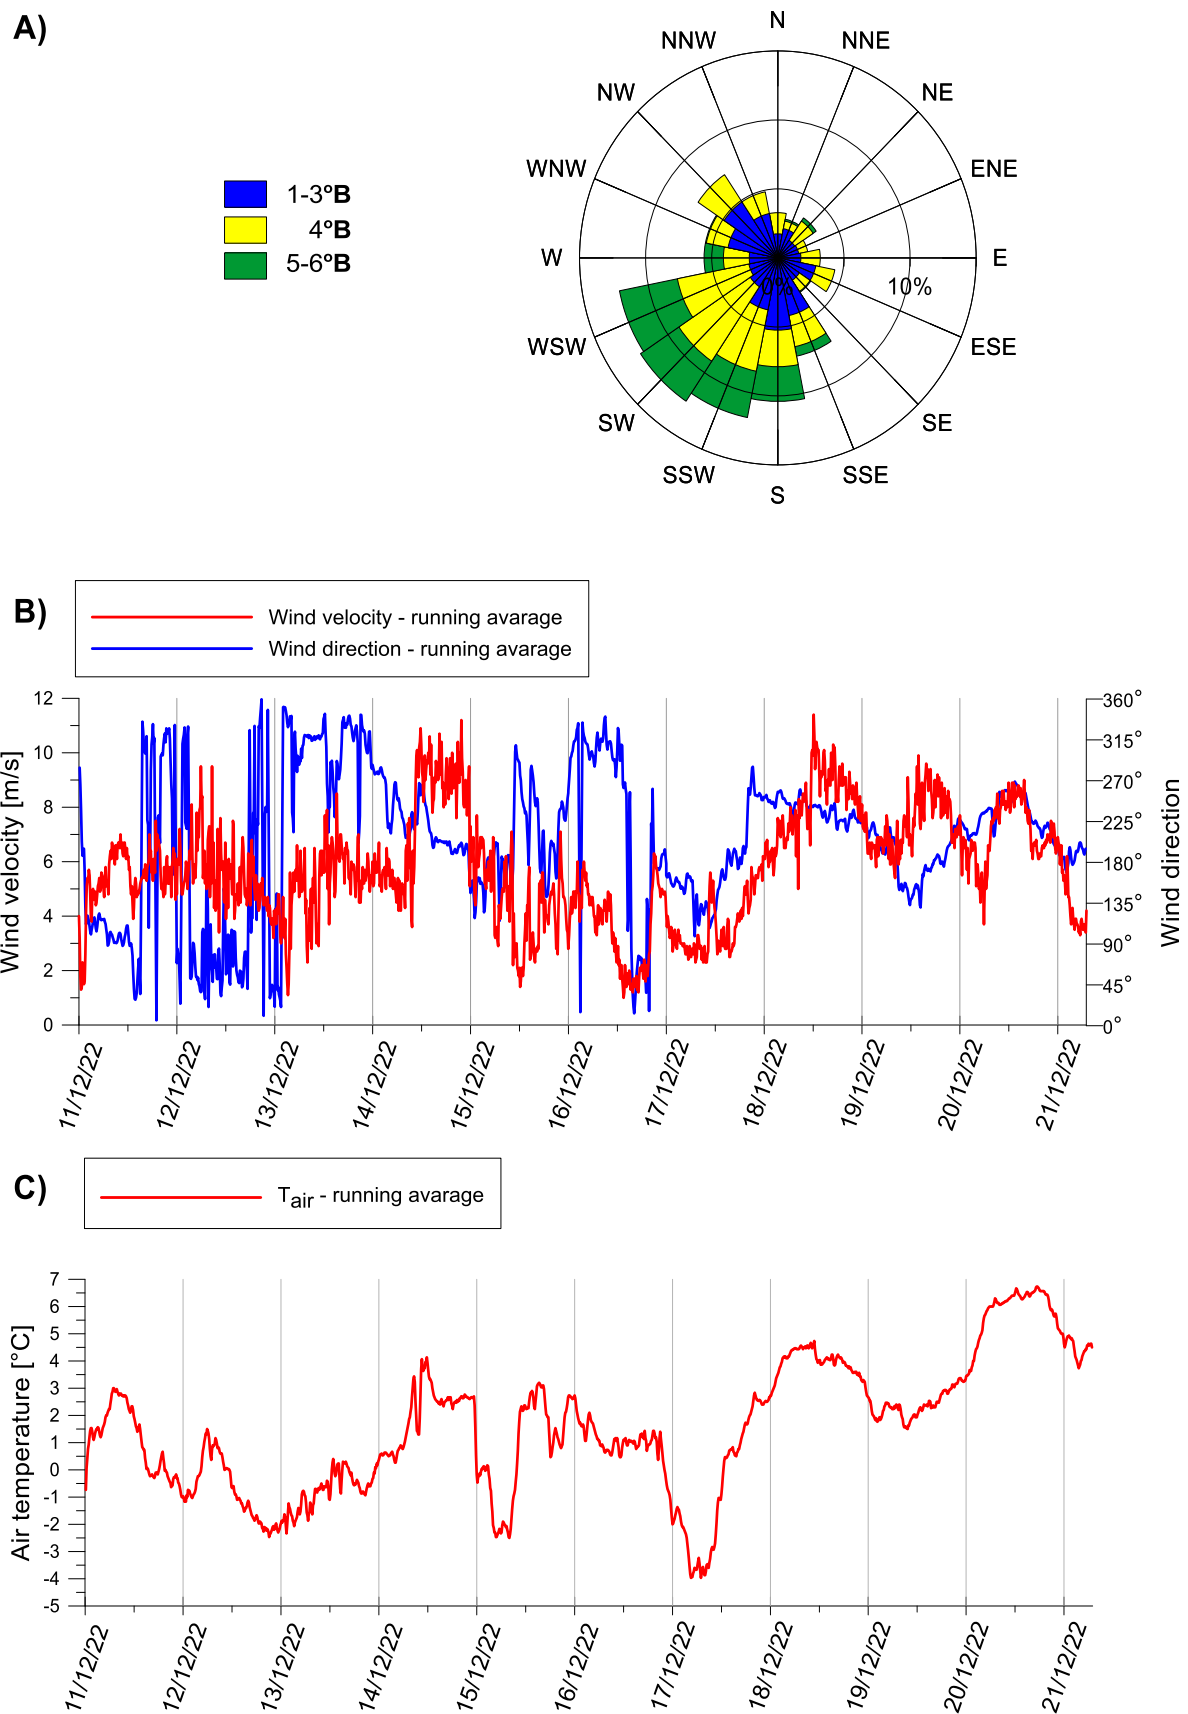 A)
N
NNW
NNE
NW
NE
WNW
ENE
1-3ºB
4ºB
5-6ºB
W
E
0%
10%
WSW
ESE
SW
SE
SSW
SSE
S
B)
Wind velocity - running avarage
Wind direction - running avarage
Wind velocity [m/s]
12
10
8
6
4
2
0
360°
315°
270°
225°
180°
135°
90°
45°
0°
Wind direction
11/12/22
12/12/22
13/12/22
14/12/22
15/12/22
16/12/22
17/12/22
18/12/22
19/12/22
20/12/22
21/12/22
C)
Tair - running avarage
Air temperature [°C]
7
6
5
4
3
2
1
0
-1
-2
-3
-4
-5
11/12/22
12/12/22
13/12/22
14/12/22
15/12/22
16/12/22
17/12/22
18/12/22
19/12/22
20/12/22
21/12/22